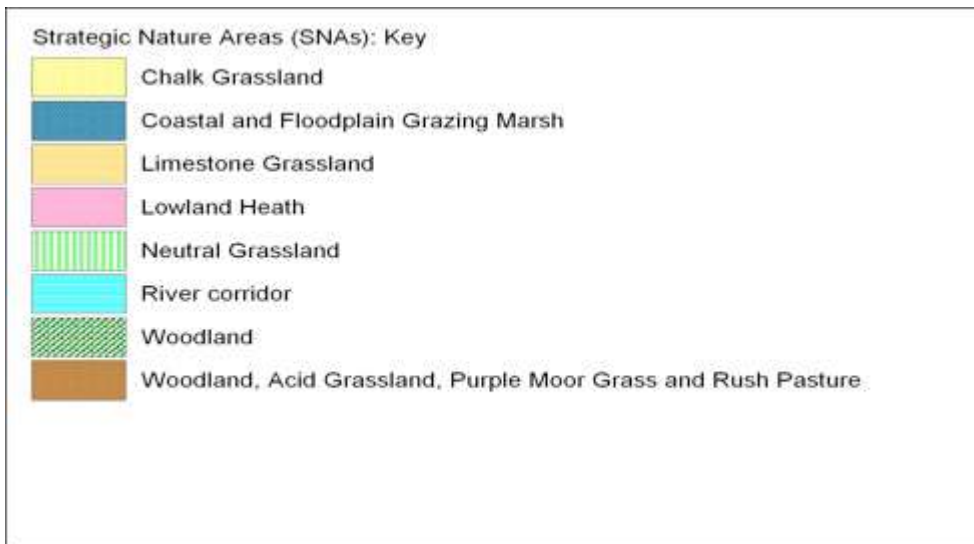 Strategic Nature Areas (SNAs): Key
Chalk Grassland
Coastal and Floodplain Grazing Marsh
Limestone Grassland
Lowland Heath
Neutral Grassland
River corridor
Woodland
Woodland, Acid Grassland, Purple Moor Grass and Rush Pasture